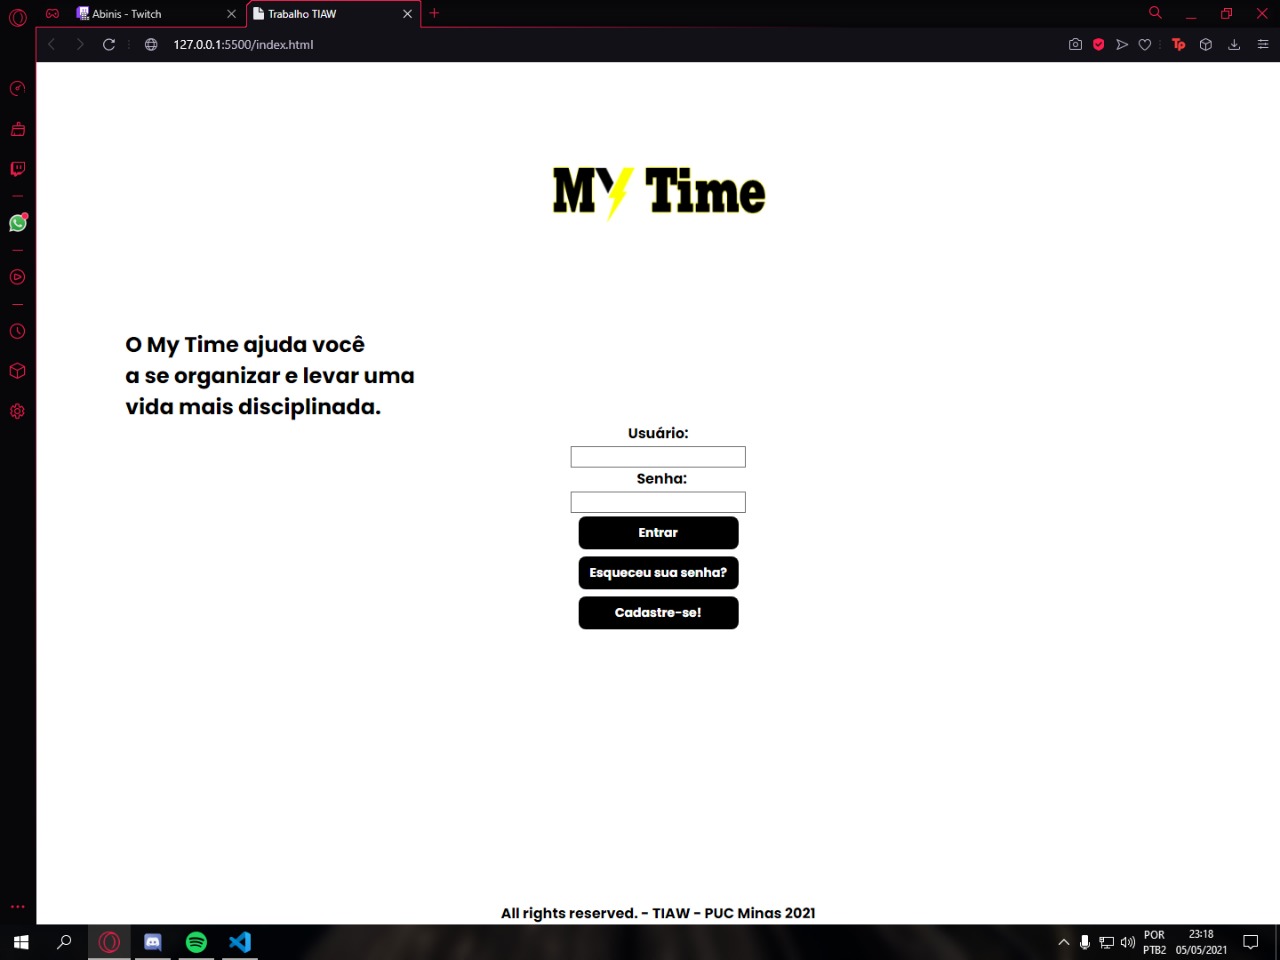 Abinis - Twitch
Trabalho TIAW
127.0.0.1:5500/index.html
Tp
My Time
O My Time ajuda você
a se organizar e levar uma
vida mais disciplinada.
Usuário:
Senha:
Entrar
Esqueceu sua senha?
Cadastre-se!
All rights reserved. - TIAW - PUC Minas 2021
POR
PTB2
23:18
05/05/2021